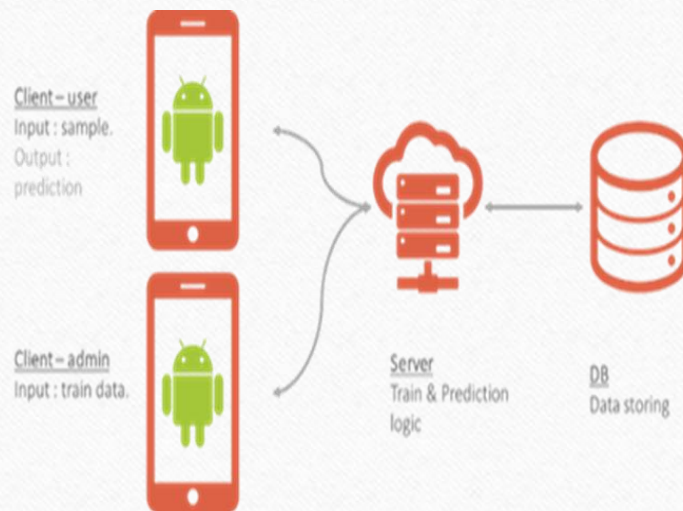 Client – user
Input : sample.
Output :
prediction
Client – admin
Input : train data.
Server
Train & Prediction
logic
DB
Data storing